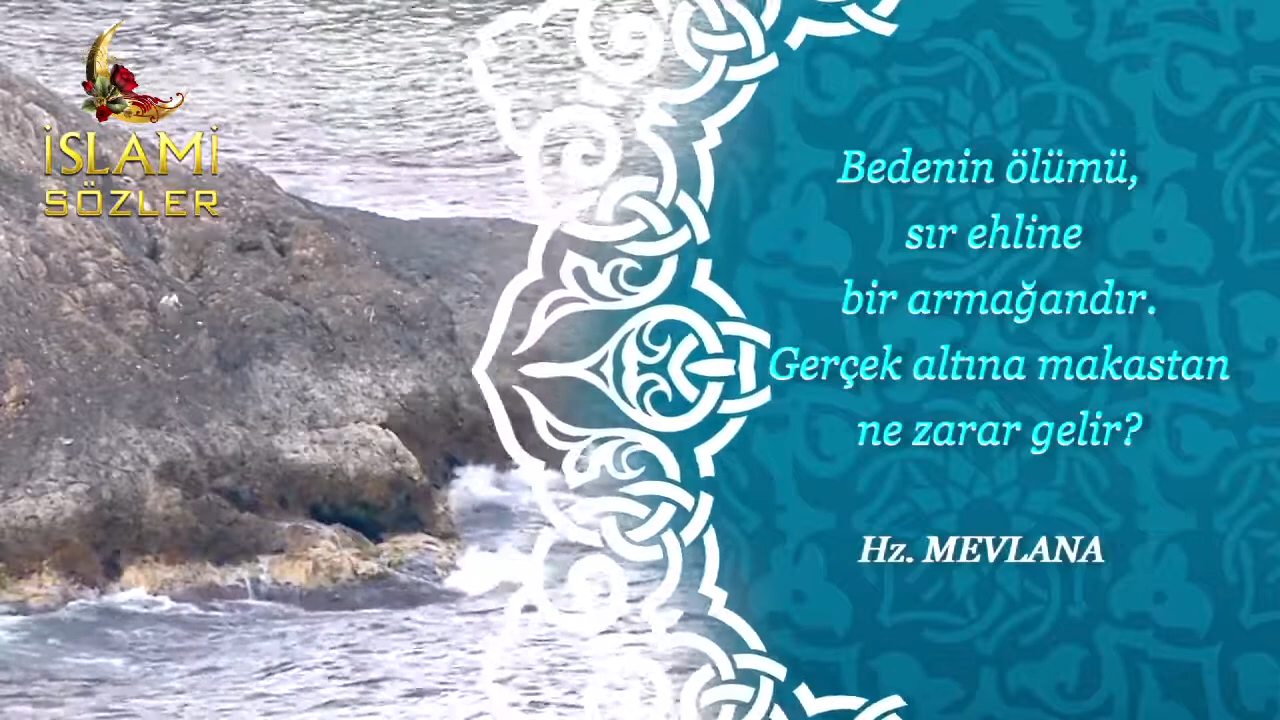 İSLAMİ
SÖZLER
Bedenin ölümü,
sır ehline
bir armağandır.
Gerçek altına makastan
ne zarar gelir?
Hz. MEVLANA